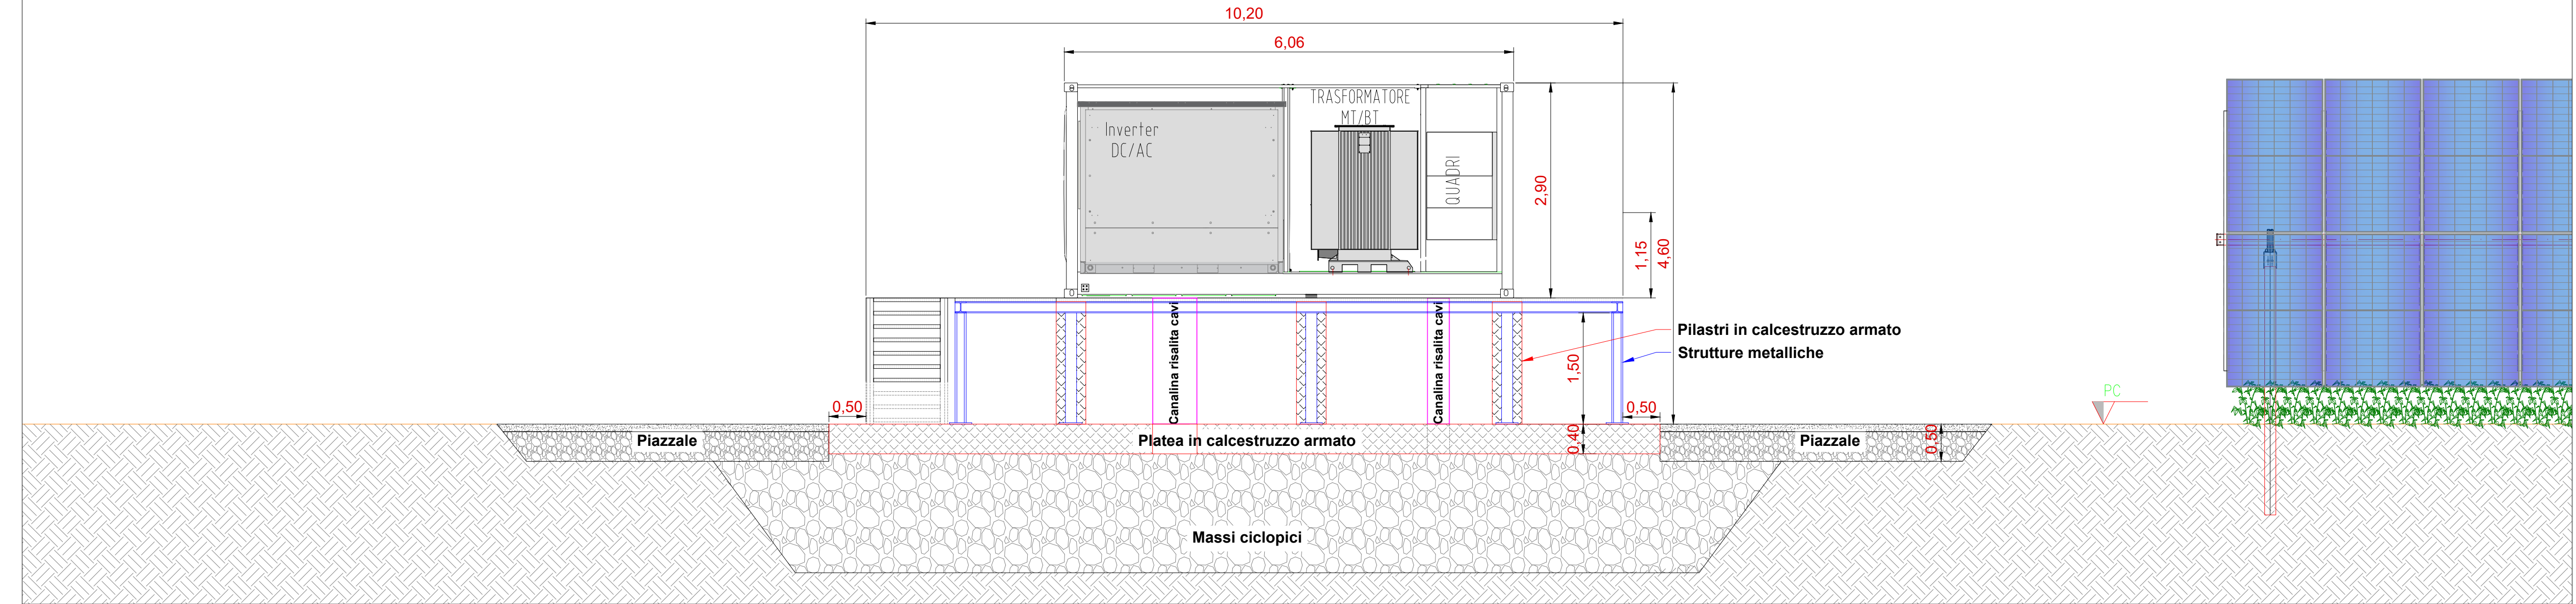 10,20
6,06
TRASFORMATORE
MT/BT
Inverter
DC/AC
QUADRI
2,90
1,15
4,60
Canalina risalita cavi
Canalina risalita cavi
Pilastri in calcestruzzo armato
Strutture metalliche
1,50
PC
0,50
0,50
Piazzale
Platea in calcestruzzo armato
0,40
Piazzale
0,50
Massi ciclopici